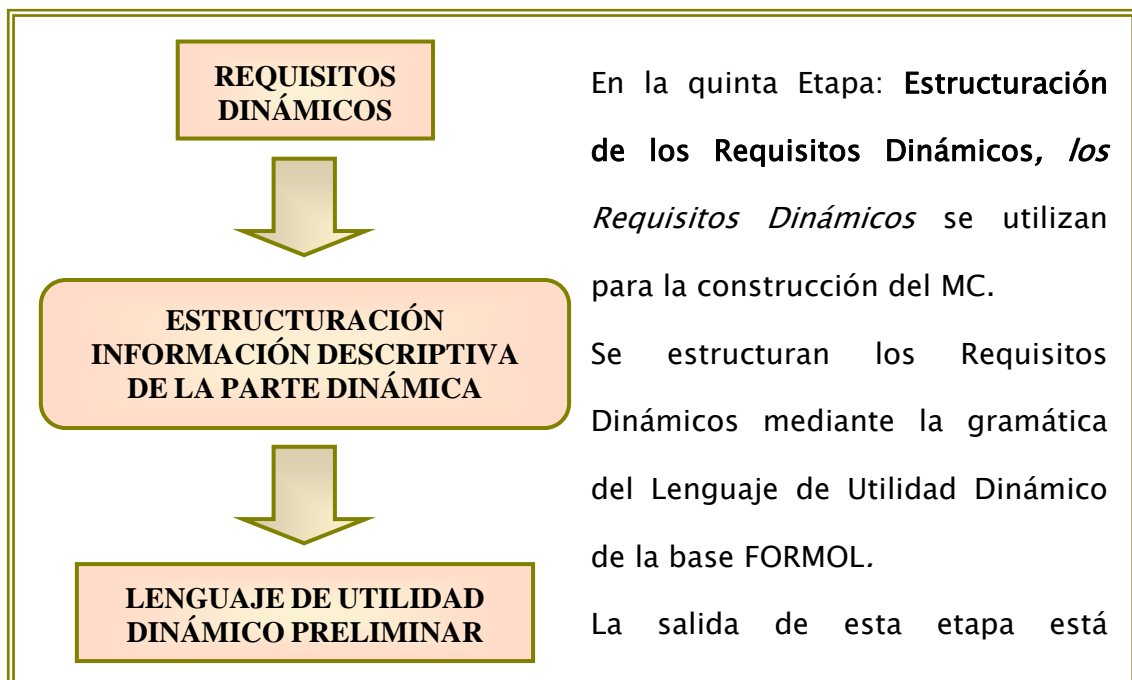 REQUISITOS
DINÁMICOS
ESTRUCTURACIÓN
INFORMACIÓN DESCRIPTIVA
DE LA PARTE DINÁMICA
LENGUAJE DE UTILIDAD
DINÁMICO PRELIMINAR
En la quinta Etapa: Estructuración
de los Requisitos Dinámicos, los
Requisitos Dinámicos se utilizan
para la construcción del MC.
Se estructuran los Requisitos
Dinámicos mediante la gramática
del Lenguaje de Utilidad Dinámico
de la base FORMOL.
La salida de esta etapa está